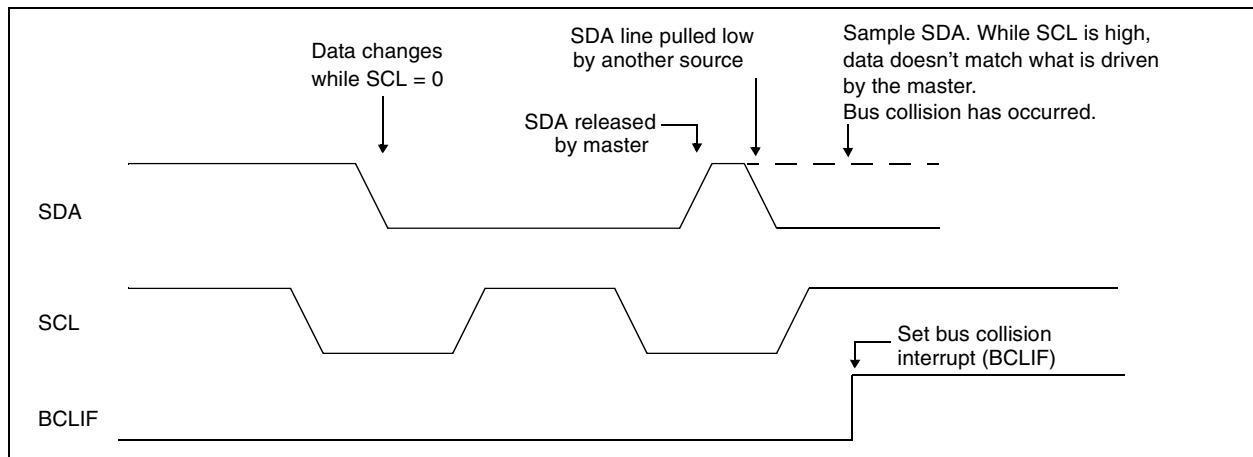 Data changes
while SCL = 0
SDA line pulled low
by another source
SDA released
by master
Sample SDA. While SCL is high,
data doesn’t match what is driven
by the master.
Bus collision has occurred.
SDA
SCL
Set bus collision
interrupt (BCLIF)
BCLIF